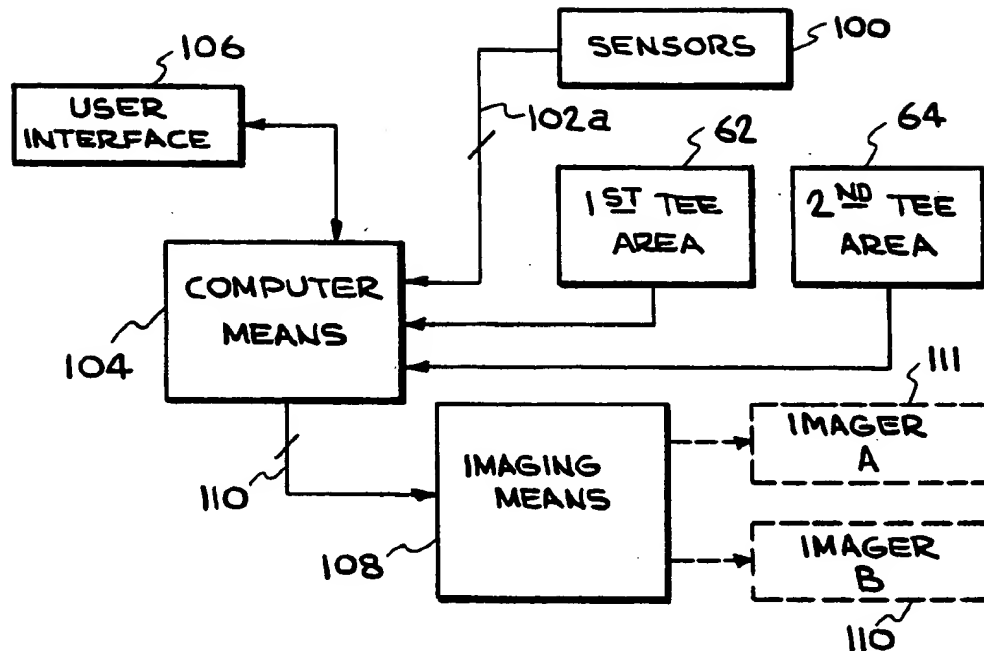 106
SENSORS
100
USER
INTERFACE
102a
62
64
1ST TEE
AREA
2ND TEE
AREA
COMPUTER
MEANS
104
111
IMAGER
A
IMAGING
MEANS
110
108
IMAGER
B
110